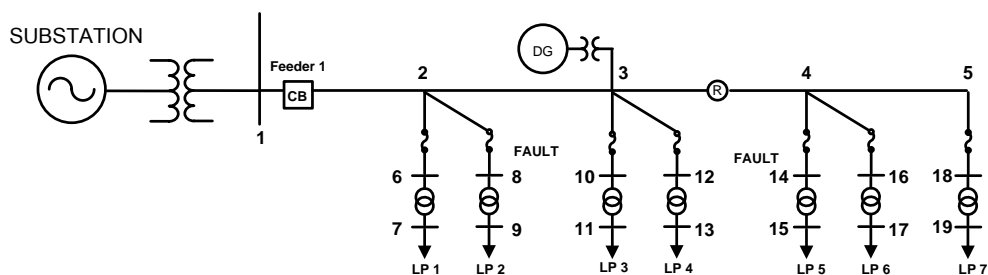 SUBSTATION
DG
Feeder 1
2
3
4
5
CB
R
1
FAULT
FAULT
6
8
10
12
14
16
18
7
9
11
13
15
17
19
LP 1
LP 2
LP 3
LP 4
LP 5
LP 6
LP 7